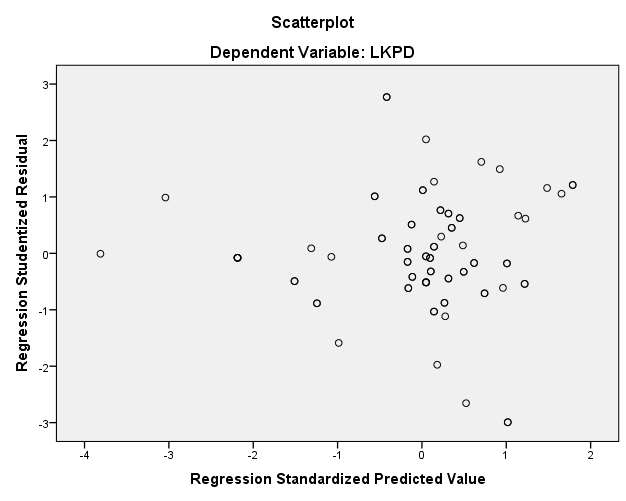 Scatterplot
Dependent Variable: LKPD
Regression Studentized Residual
3
2
1
0
-1
-2
-3
-4 -3 -2 -1 0 1 2
Regression Standardized Predicted Value